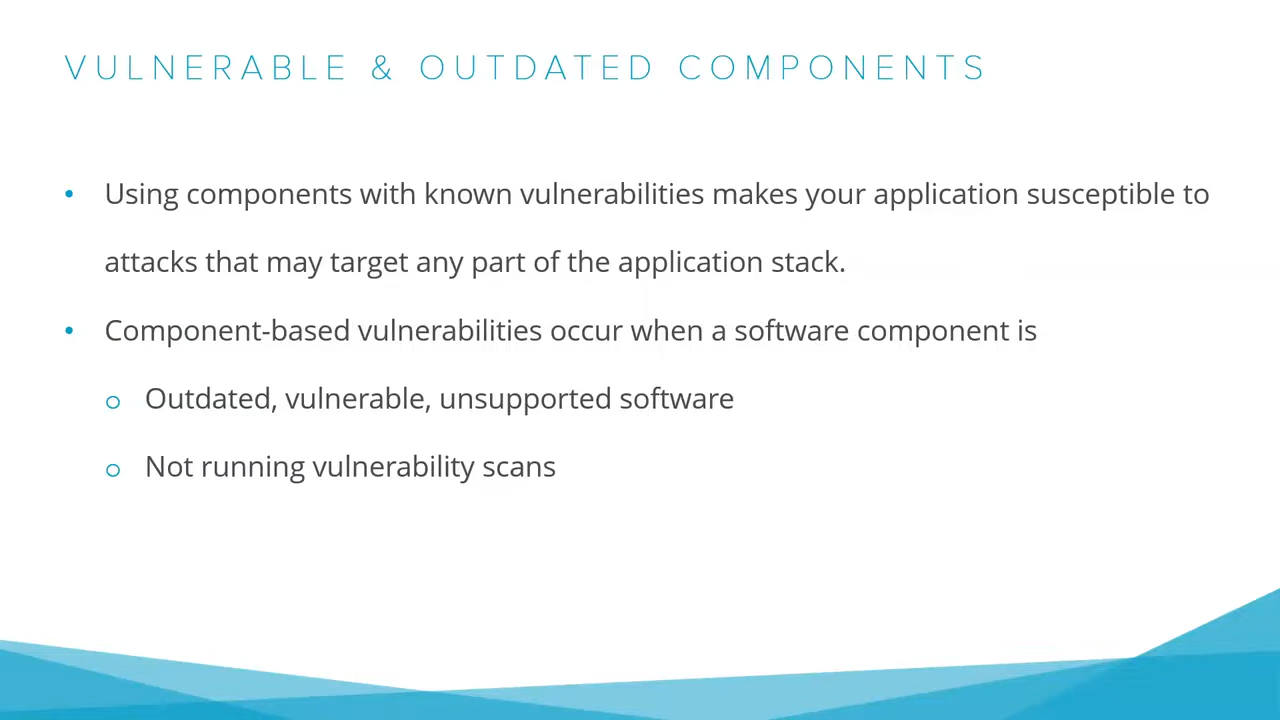 VULNERABLE & OUTDATED COMPONENTS
• Using components with known vulnerabilities makes your application susceptible to
attacks that may target any part of the application stack.
• Component-based vulnerabilities occur when a software component is
o Outdated, vulnerable, unsupported software
o Not running vulnerability scans